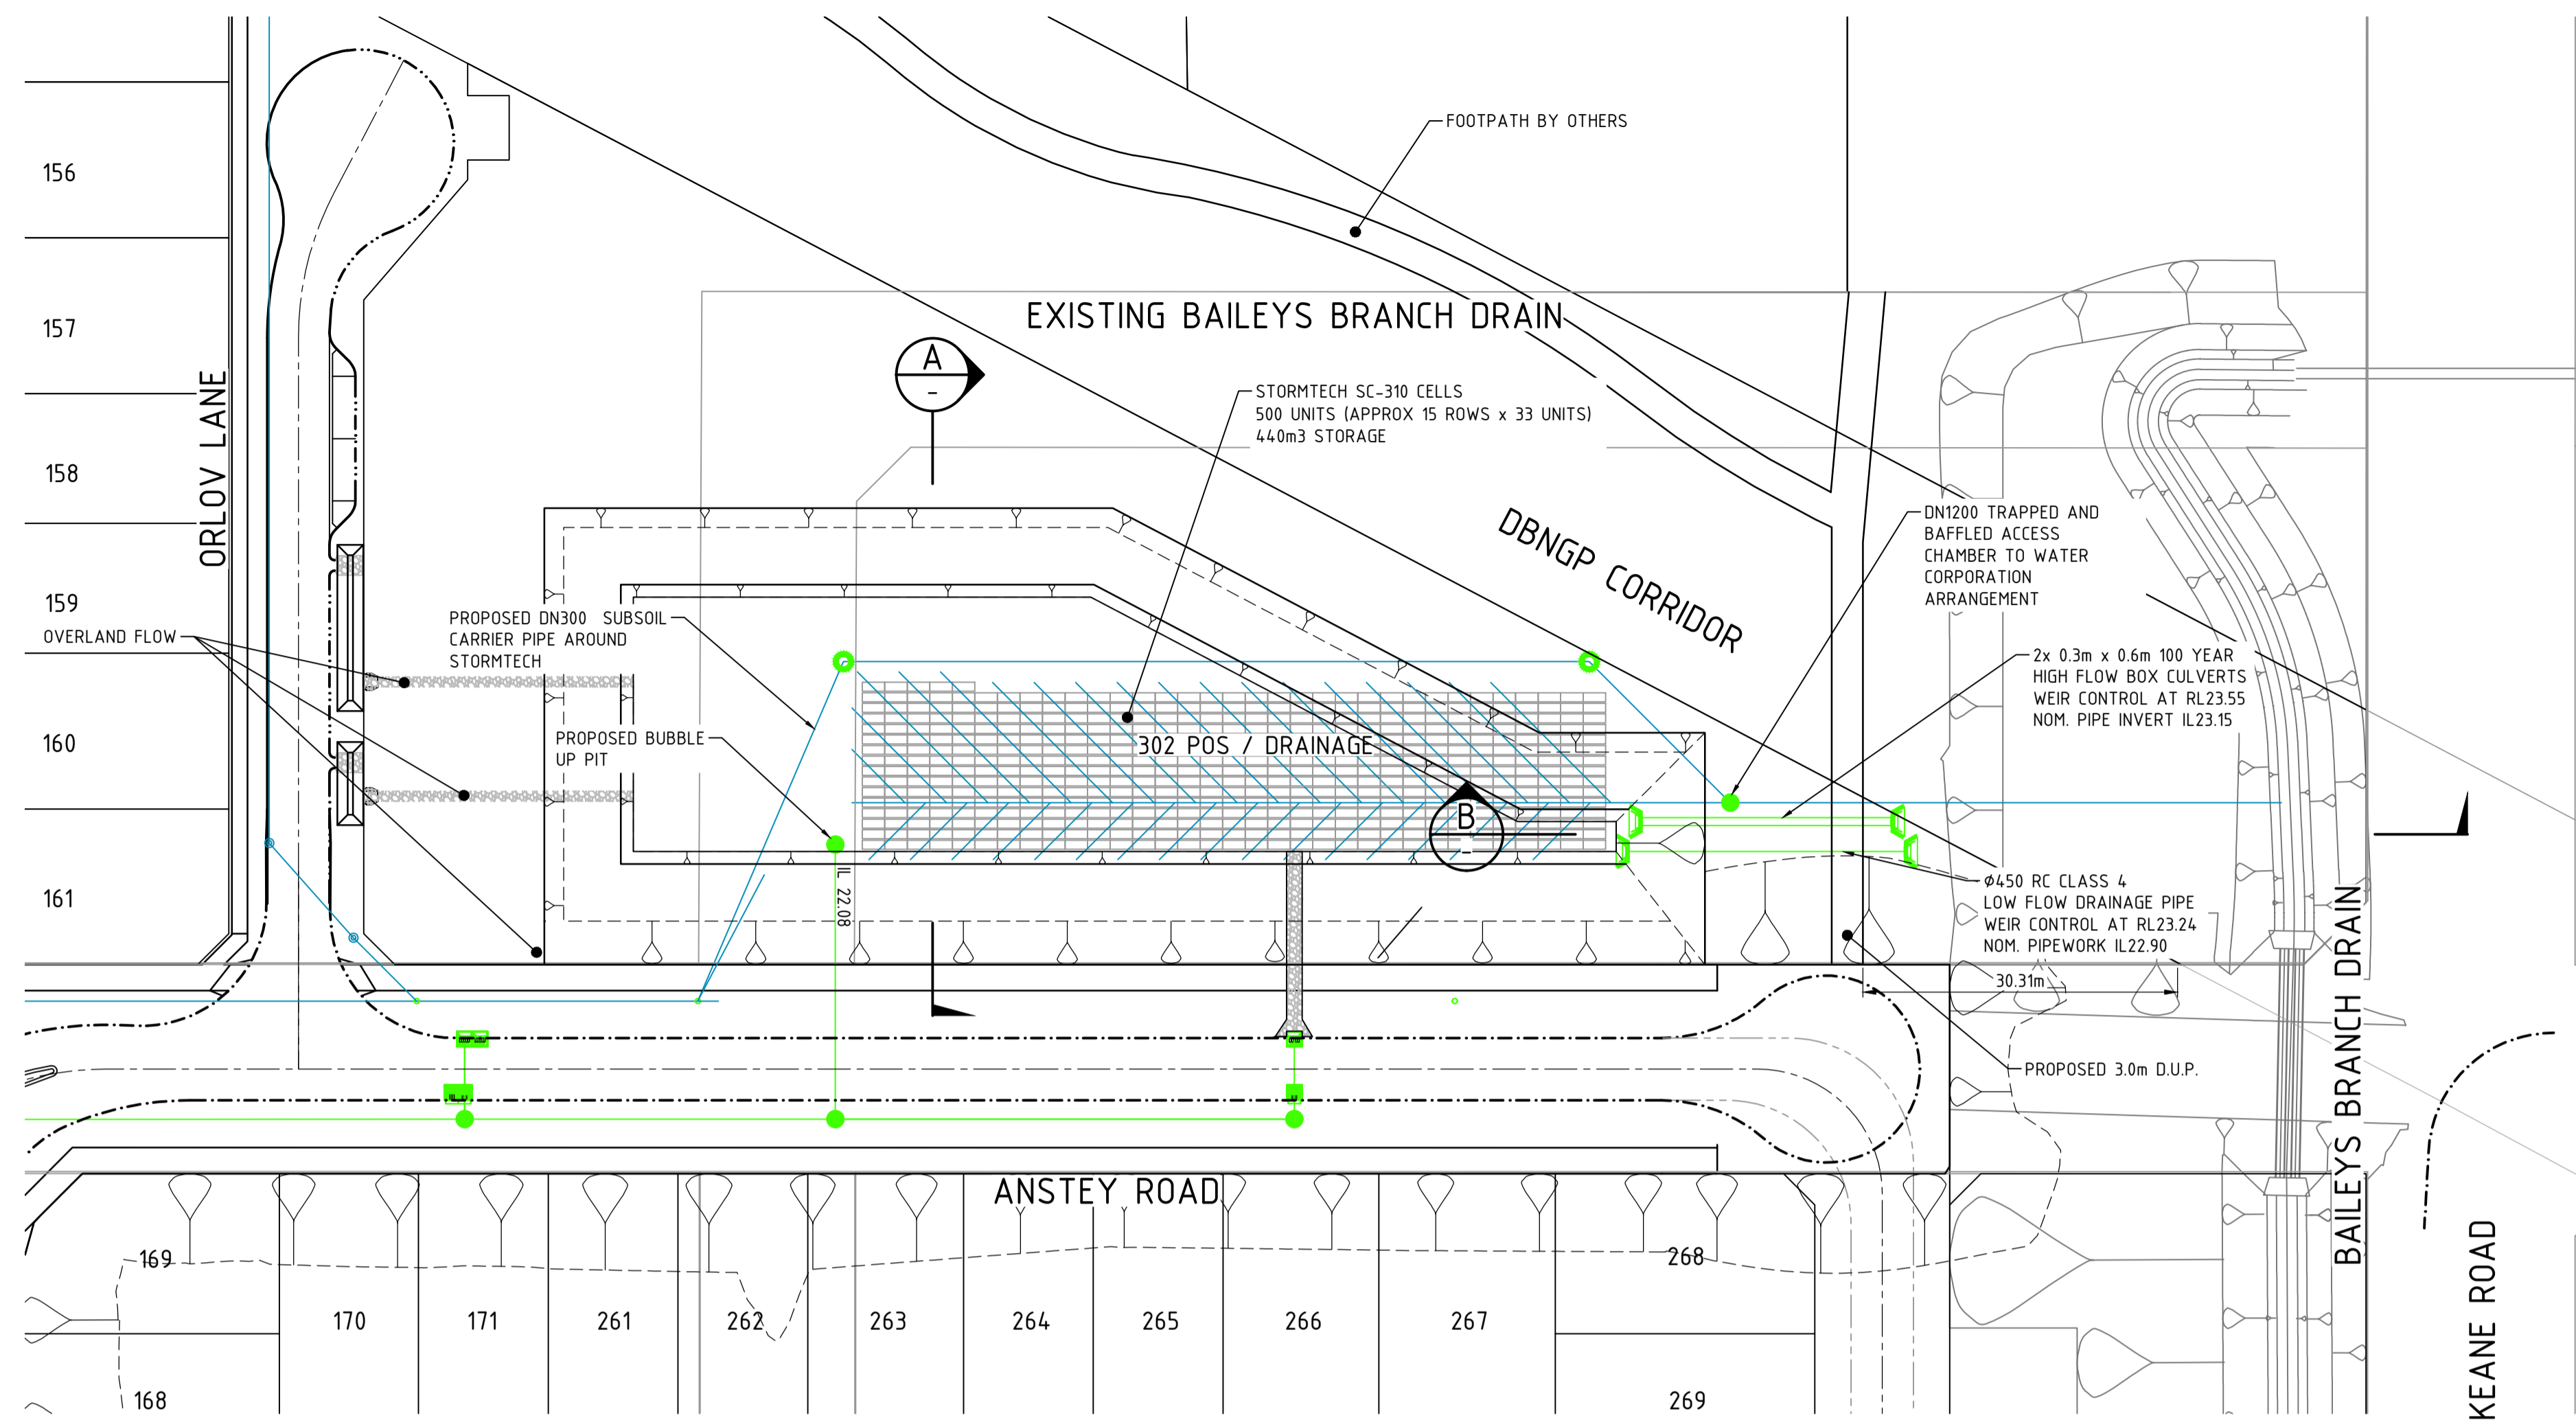 FOOTPATH BY OTHERS
156
157
158
159
160
161
ORLOV LANE
EXISTING BAILEYS BRANCH DRAIN
A
-
STORMTECH SC-310 CELLS
500 UNITS (APPROX 15 ROWS x 33 UNITS)
440m3 STORAGE
DBNGP CORRIDOR
DN1200 TRAPPED AND
BAFFLED ACCESS
CHAMBER TO WATER
CORPORATION
ARRANGEMENT
OVERLAND FLOW
PROPOSED DN300 SUBSOIL
CARRIER PIPE AROUND
STORMTECH
2x 0.3m x 0.6m 100 YEAR
HIGH FLOW BOX CULVERTS
WEIR CONTROL AT RL23.55
NOM. PIPE INVERT IL23.15
PROPOSED BUBBLE
UP PIT
302 POS / DRAINAGE
B
-
IL 22.08
Ø450 RC CLASS 4
LOW FLOW DRAINAGE PIPE
WEIR CONTROL AT RL23.24
NOM. PIPEWORK IL22.90
30.31m
PROPOSED 3.0m D.U.P.
BAILEYS BRANCH DRAIN
KEANE ROAD
ANSTEY ROAD
169
170
171
261
262
263
264
265
266
267
268
168
269